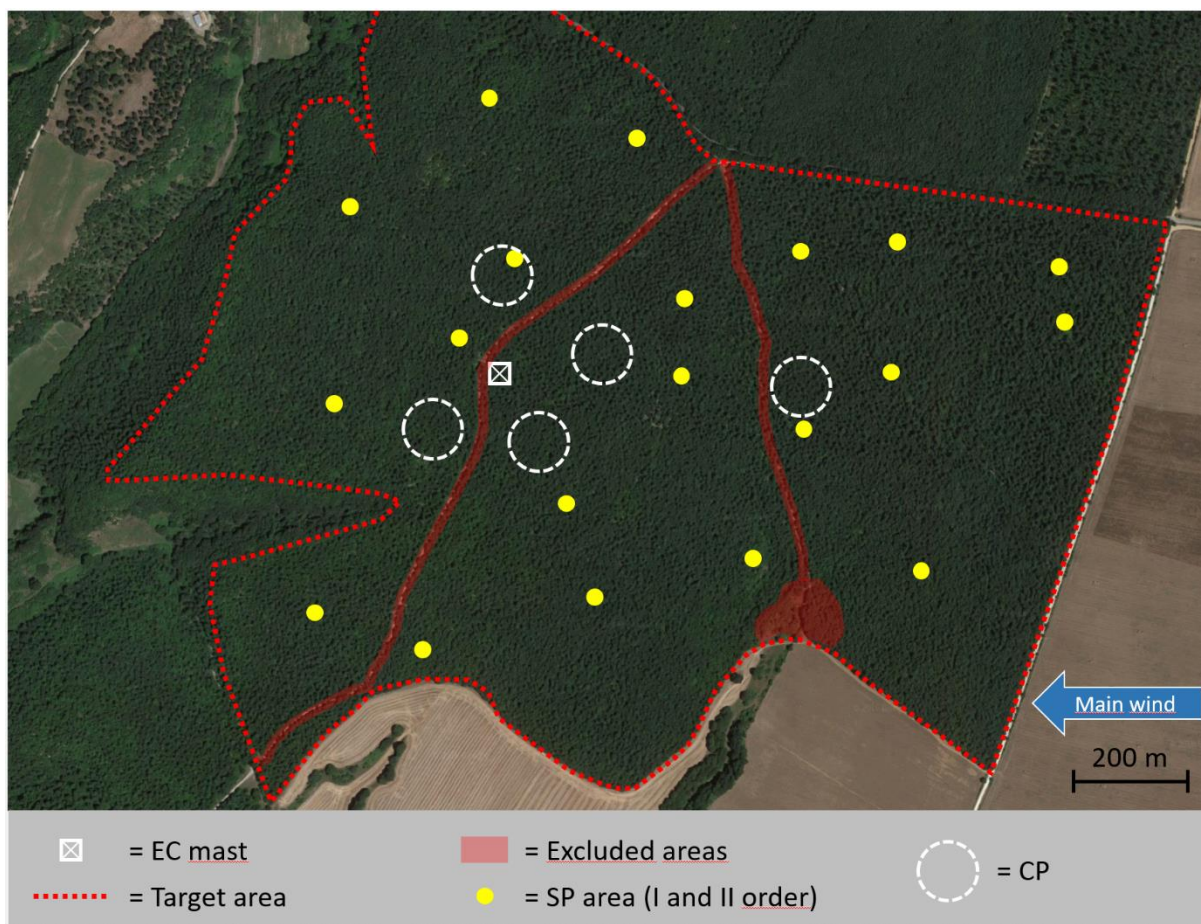 Main wind
200 m
= EC mast
= Excluded areas
= CP
= Target area
= SP area (I and II order)